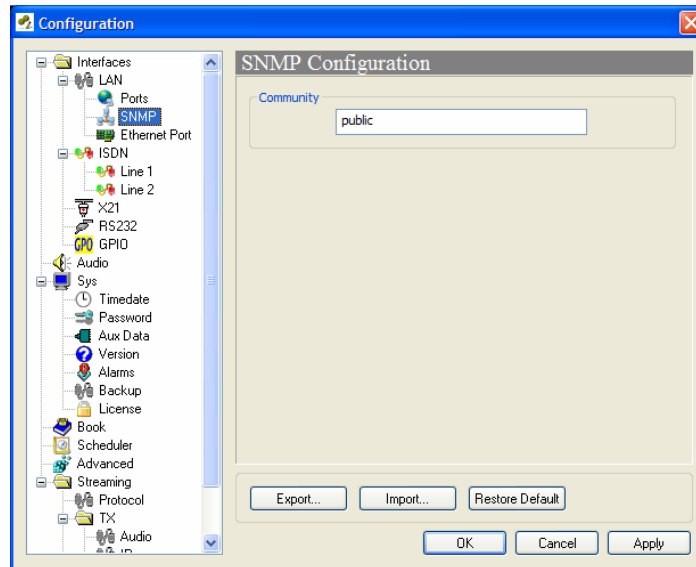 Configuration
Interfaces
LAN
Ports
SNMP
Ethernet Port
ISDN
Line 1
Line 2
X21
RS232
GPO GPIO
Audio
Sys
Timedate
Password
Aux Data
Version
Alarms
Backup
License
Book
Scheduler
Advanced
Streaming
Protocol
TX
Audio
SNMP Configuration
Community
public
Export...
Import...
Restore Default
OK
Cancel
Apply